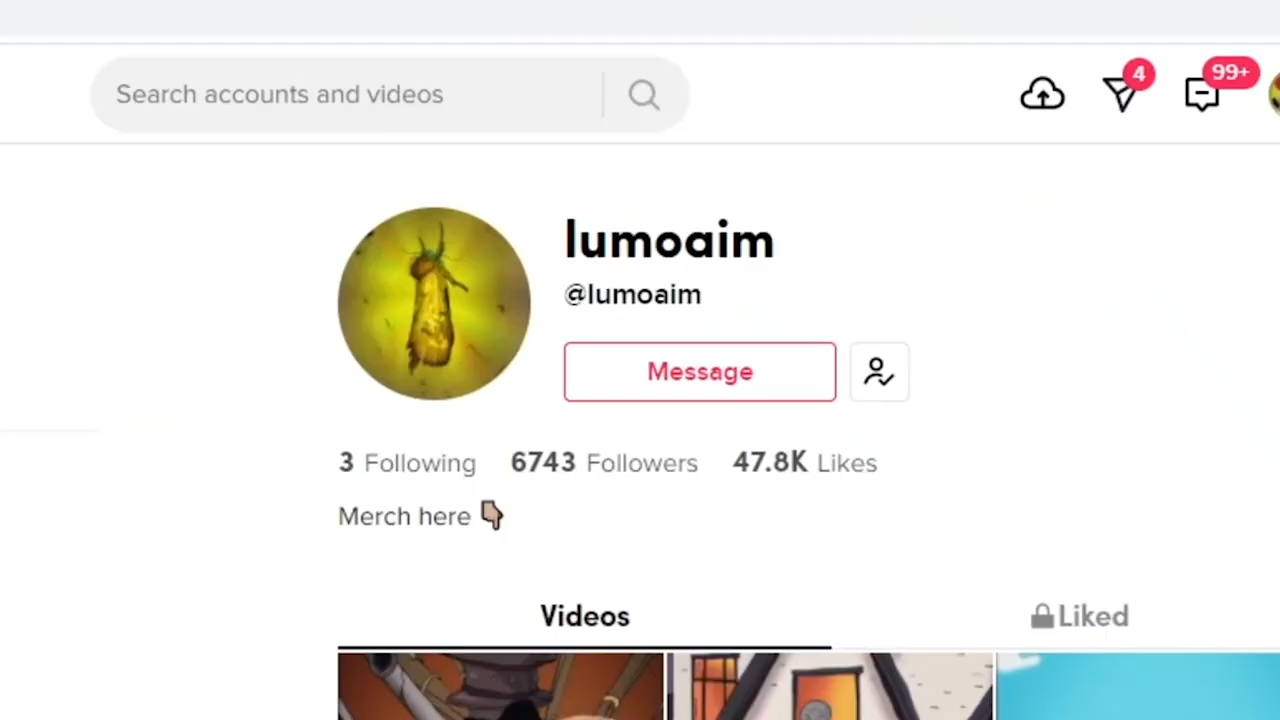 Search accounts and videos
4
99+
lumoaim
@lumoaim
Message
3 Following 6743 Followers 47.8K Likes
Merch here 👇🏽
Videos
Liked